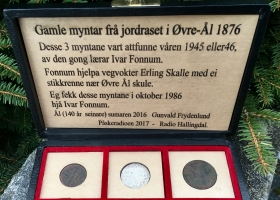 Gamle myntar frå jordraset i Øvre-Ål 1876
Desse 3 myntane vart attfunne våren 1945 eller46,
av den gong lærar Ivar Fonnum.
Fonnum hjelpa vegvokter Erling Skalle med ei
stikkrenne nær Øvre Ål skule.
Eg fekk desse myntane i oktober 1986
hjå Ivar Fonnum.
Ål (140 år seinare) sumaren 2016 Gunvald Frydenlund
Påskeradioen 2017 - Radio Hallingdal.